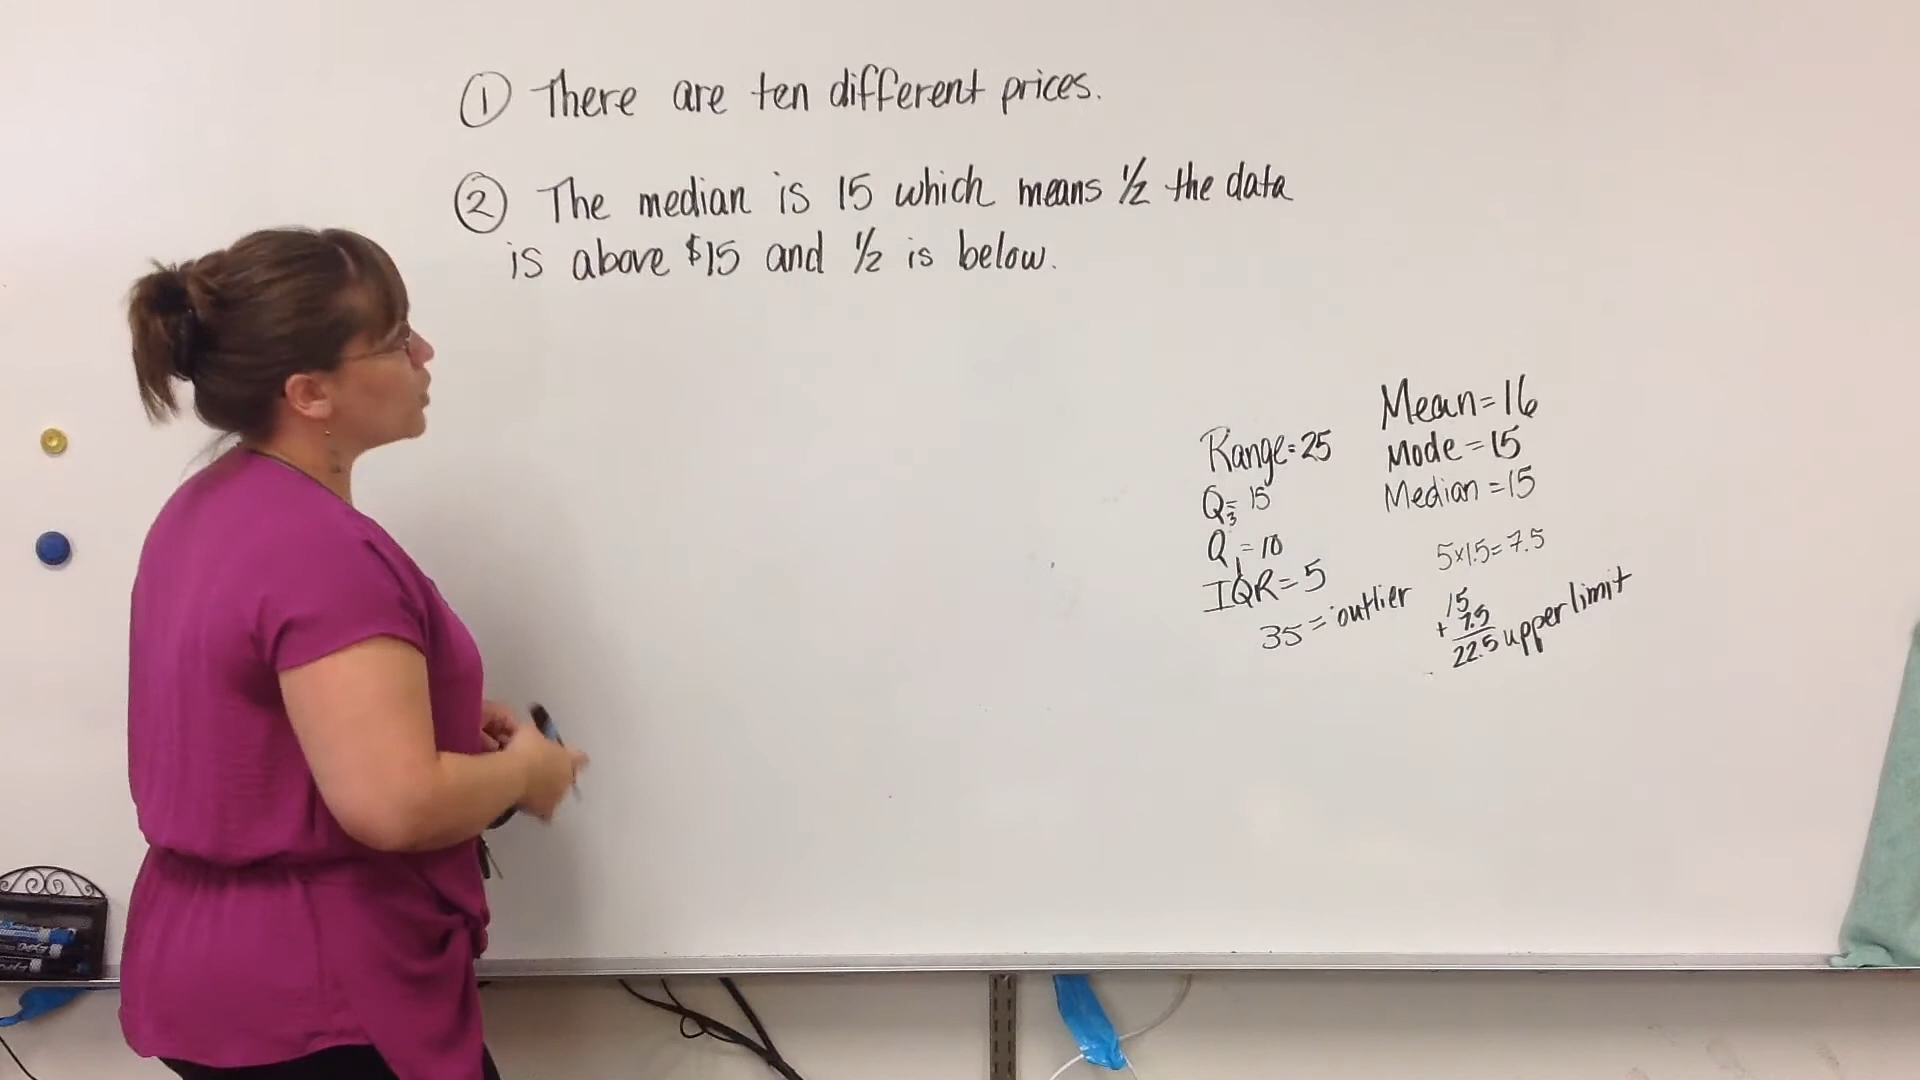 ① There are ten different prices.
② The median is 15 which means ½ the data
is above $15 and ½ is below.
Mean=16
Range=25
Mode=15
Q3=15
Median=15
Q1=10
5×1.5=7.5
IQR=5
35=outlier
15
+7.5
22.5 upper limit